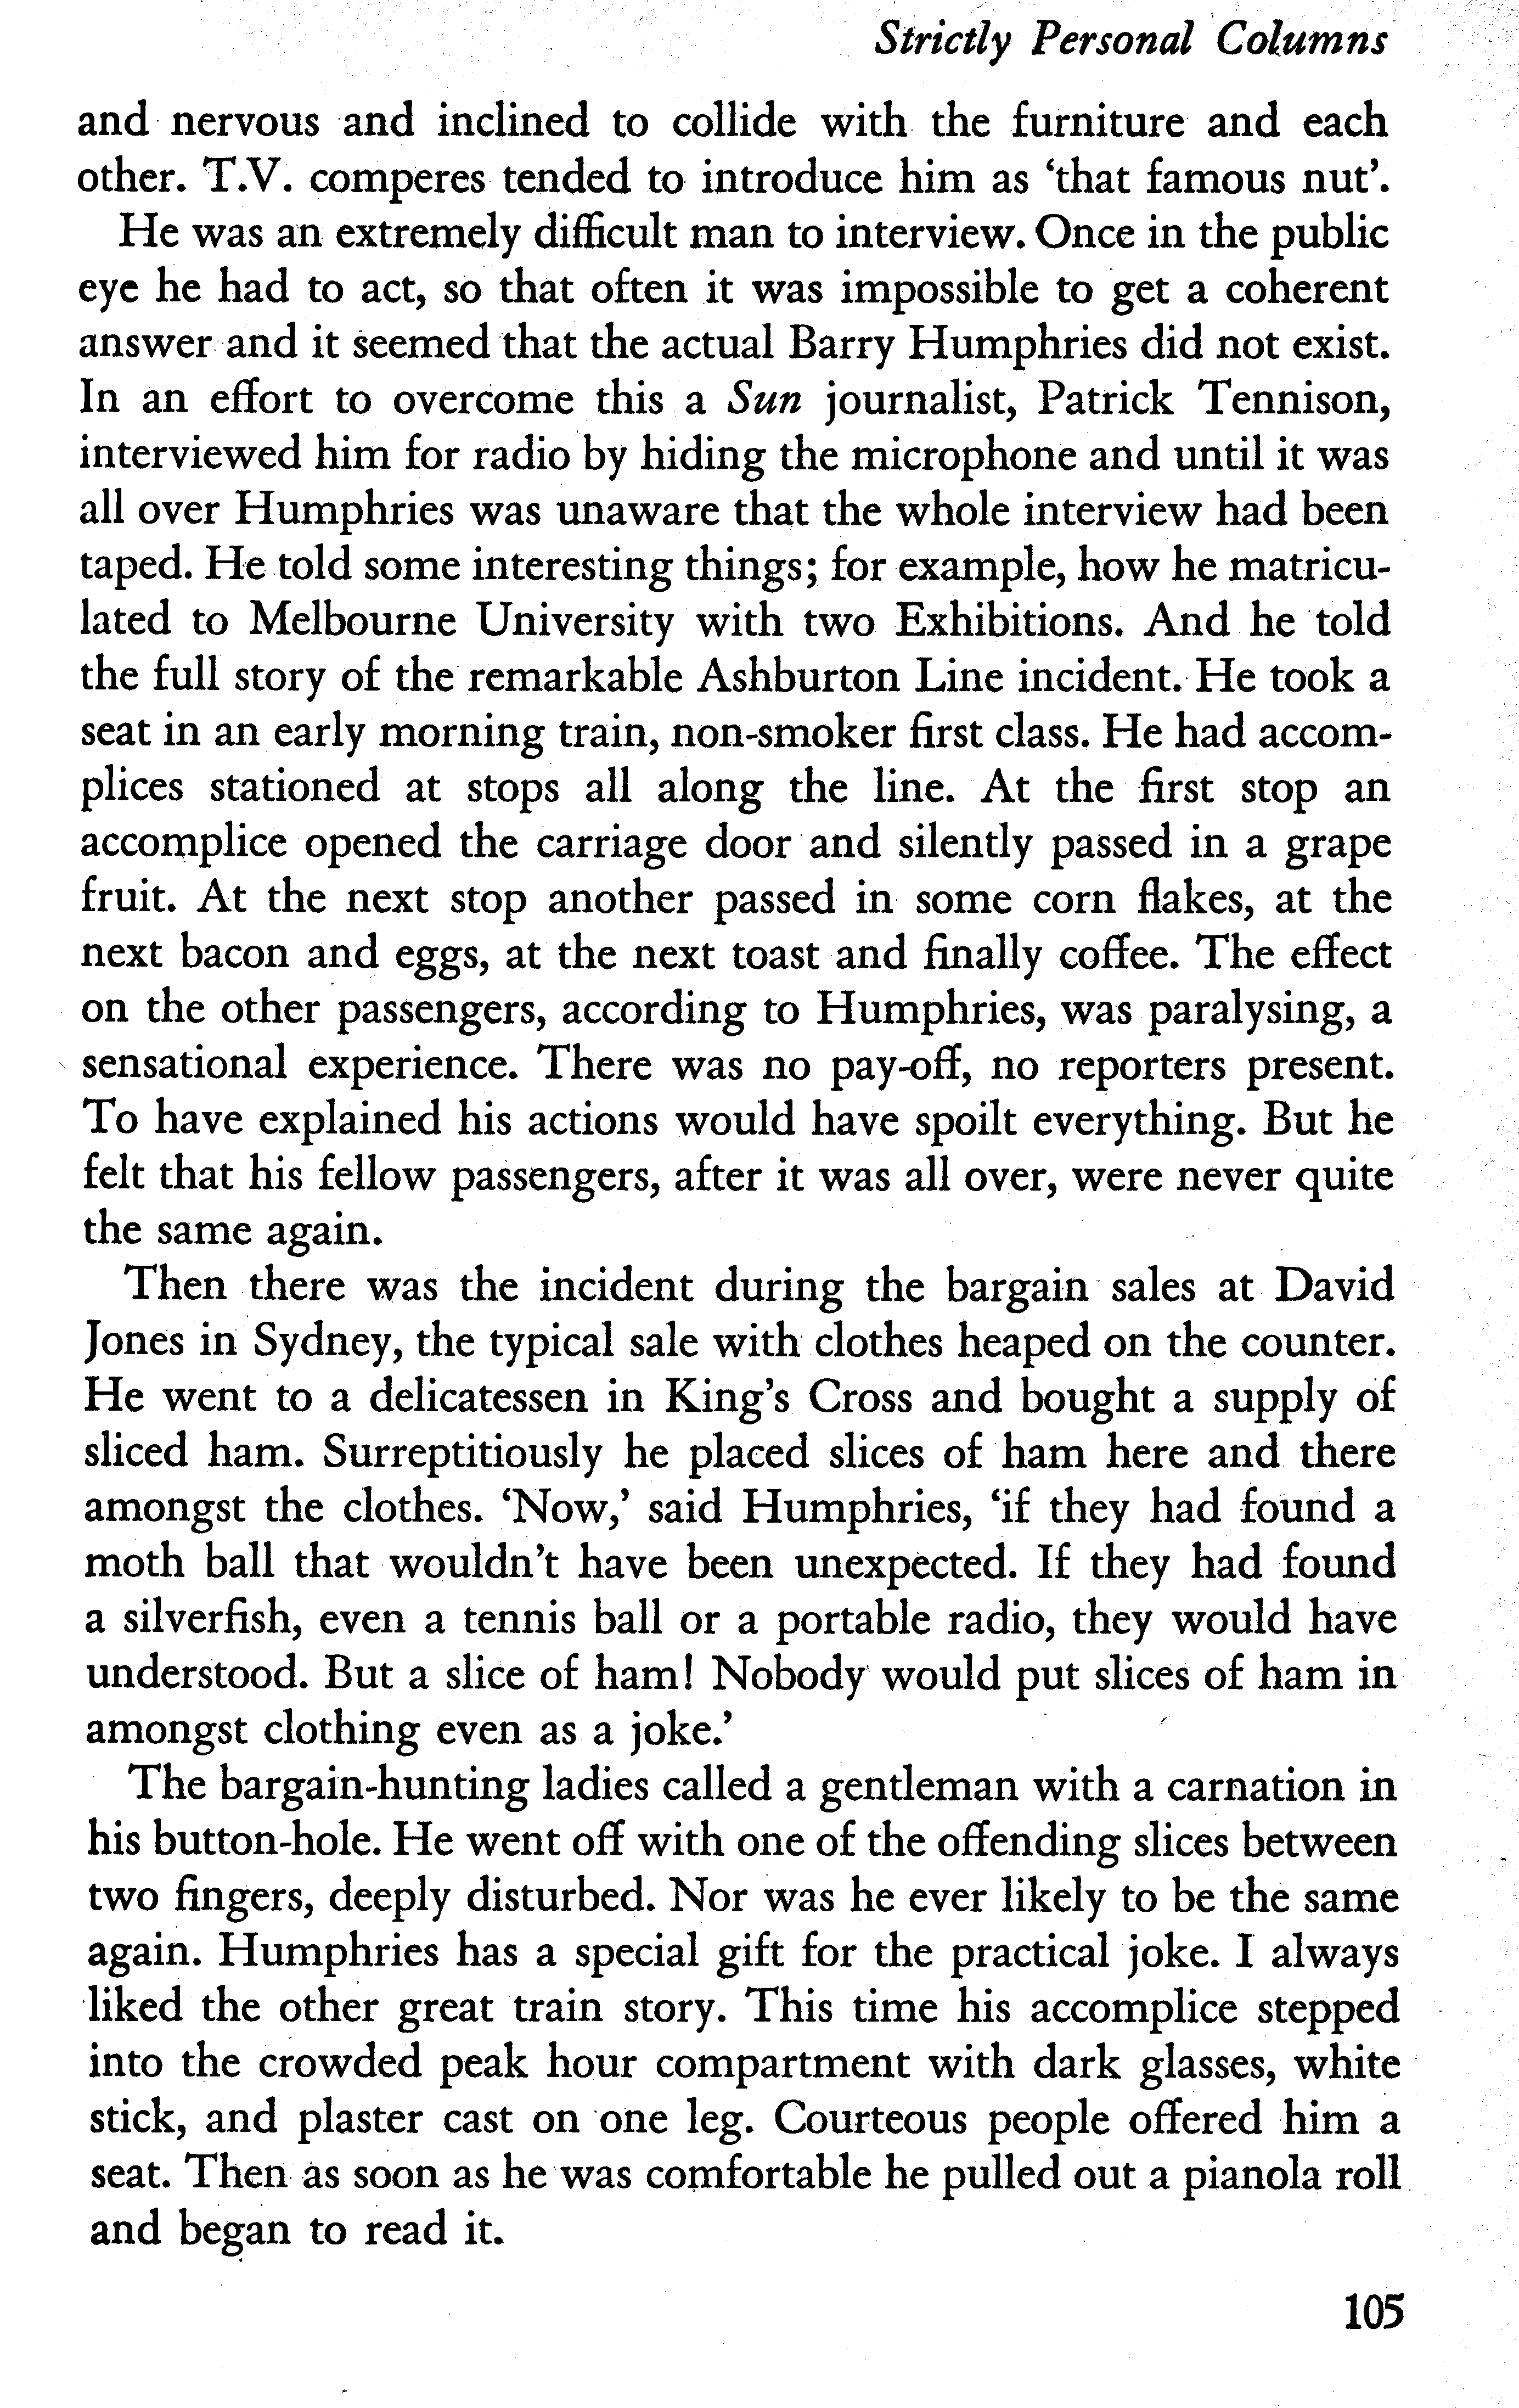 Strictly Personal Columns
and nervous and inclined to collide with the furniture and each
other. T.V. comperes tended to introduce him as ‘that famous nut’.
He was an extremely difficult man to interview. Once in the public
eye he had to act, so that often it was impossible to get a coherent
answer and it seemed that the actual Barry Humphries did not exist.
In an effort to overcome this a Sun journalist, Patrick Tennison,
interviewed him for radio by hiding the microphone and until it was
all over Humphries was unaware that the whole interview had been
taped. He told some interesting things; for example, how he matricu-
lated to Melbourne University with two Exhibitions. And he told
the full story of the remarkable Ashburton Line incident. He took a
seat in an early morning train, non-smoker first class. He had accom-
plices stationed at stops all along the line. At the first stop an
accomplice opened the carriage door and silently passed in a grape
fruit. At the next stop another passed in some corn flakes, at the
next bacon and eggs, at the next toast and finally coffee. The effect
on the other passengers, according to Humphries, was paralysing, a
sensational experience. There was no pay-off, no reporters present.
To have explained his actions would have spoilt everything. But he
felt that his fellow passengers, after it was all over, were never quite
the same again.
Then there was the incident during the bargain sales at David
Jones in Sydney, the typical sale with clothes heaped on the counter.
He went to a delicatessen in King’s Cross and bought a supply of
sliced ham. Surreptitiously he placed slices of ham here and there
amongst the clothes. ‘Now,’ said Humphries, ‘if they had found a
moth ball that wouldn’t have been unexpected. If they had found
a silverfish, even a tennis ball or a portable radio, they would have
understood. But a slice of ham! Nobody would put slices of ham in
amongst clothing even as a joke.’
The bargain-hunting ladies called a gentleman with a carnation in
his button-hole. He went off with one of the offending slices between
two fingers, deeply disturbed. Nor was he ever likely to be the same
again. Humphries has a special gift for the practical joke. I always
liked the other great train story. This time his accomplice stepped
into the crowded peak hour compartment with dark glasses, white
stick, and plaster cast on one leg. Courteous people offered him a
seat. Then as soon as he was comfortable he pulled out a pianola roll
and began to read it.
105